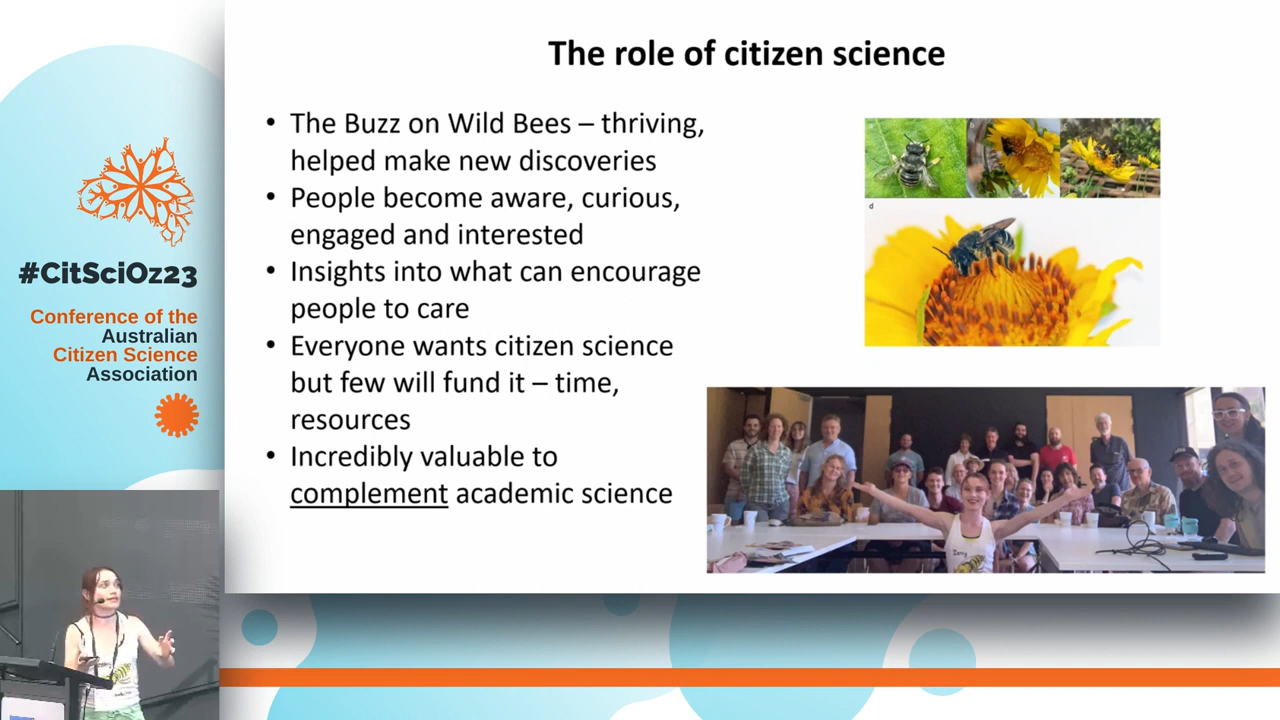 The role of citizen science
• The Buzz on Wild Bees – thriving,
helped make new discoveries
• People become aware, curious,
engaged and interested
• Insights into what can encourage
people to care
• Everyone wants citizen science
but few will fund it – time,
resources
• Incredibly valuable to
complement academic science
d
#CitSciOz23
Conference of the
Australian
Citizen Science
Association